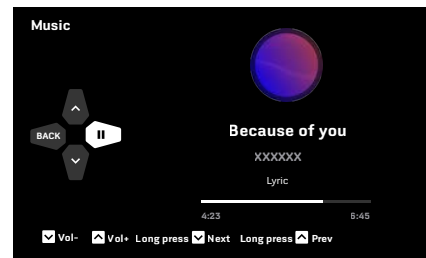 Music
BACK
Because of you
XXXXXX
Lyric
4:23 6:45
Vol- Vol+ Long press Next Long press Prev